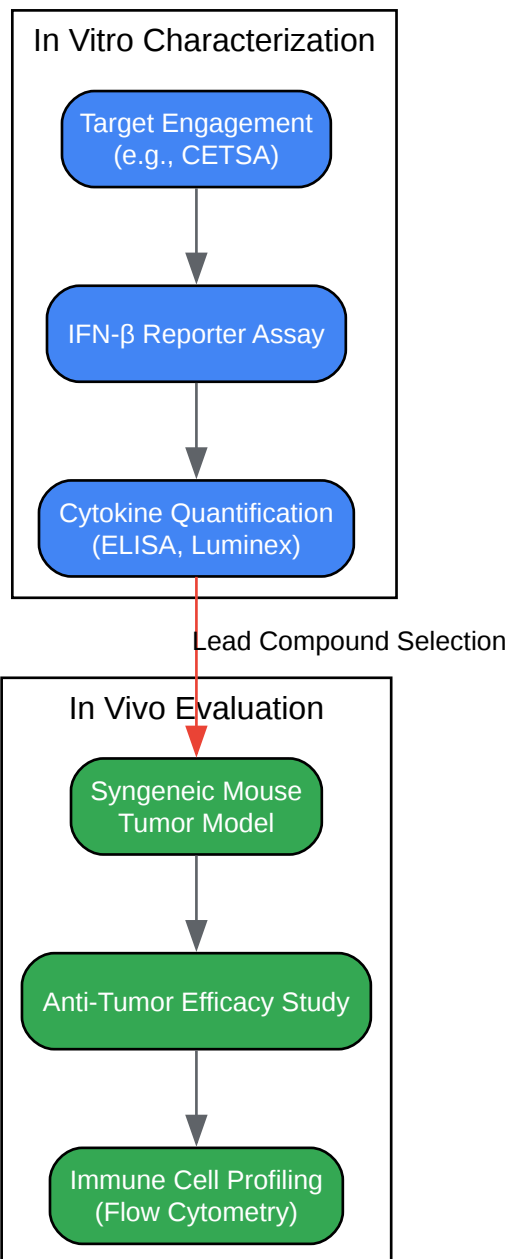 In Vitro Characterization
Target Engagement
(e.g., CETSA)
IFN-β Reporter Assay
Cytokine Quantification
(ELISA, Luminex)
Lead Compound Selection
In Vivo Evaluation
Syngeneic Mouse
Tumor Model
Anti-Tumor Efficacy Study
Immune Cell Profiling
(Flow Cytometry)